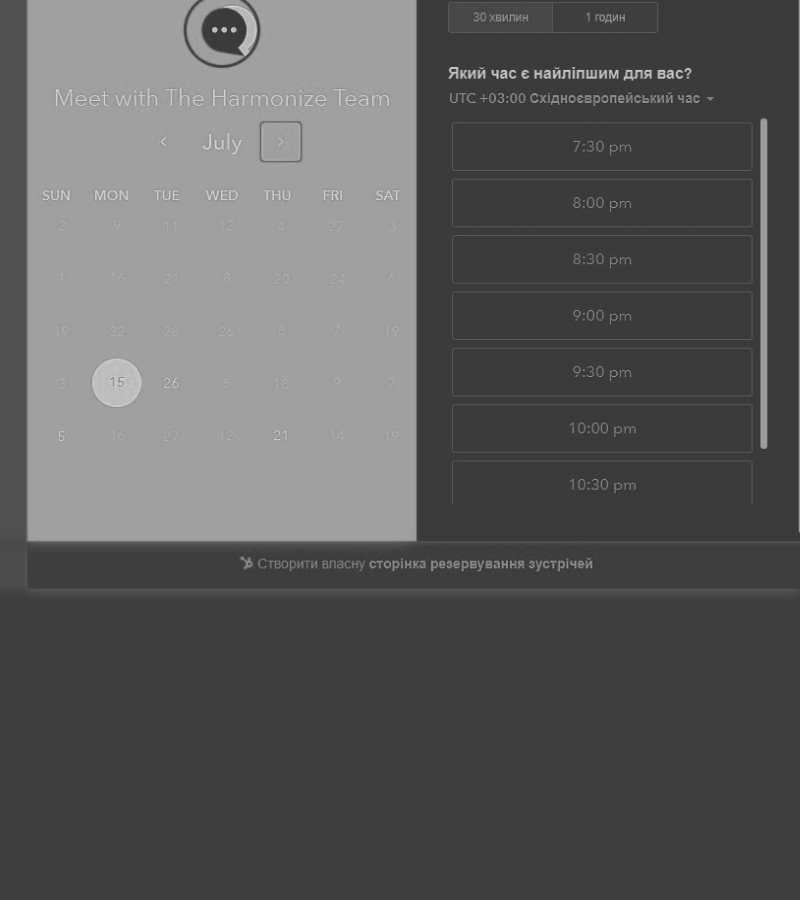 30 хвилин 1 годин
Який час є найліпшим для вас?
Meet with The Harmonize Team
UTC +03:00 Східноєвропейський час
July
SUN MON TUE WED THU FRI SAT
2 9 11 12 4 27 3
1 16 21 8 20 24 6
19 22 28 26 8 7 19
3 15 26 6 18 9 7
5 16 27 12 21 14 19
7:30 pm
8:00 pm
8:30 pm
9:00 pm
9:30 pm
10:00 pm
10:30 pm
Створити власну сторінка резервування зустрічей